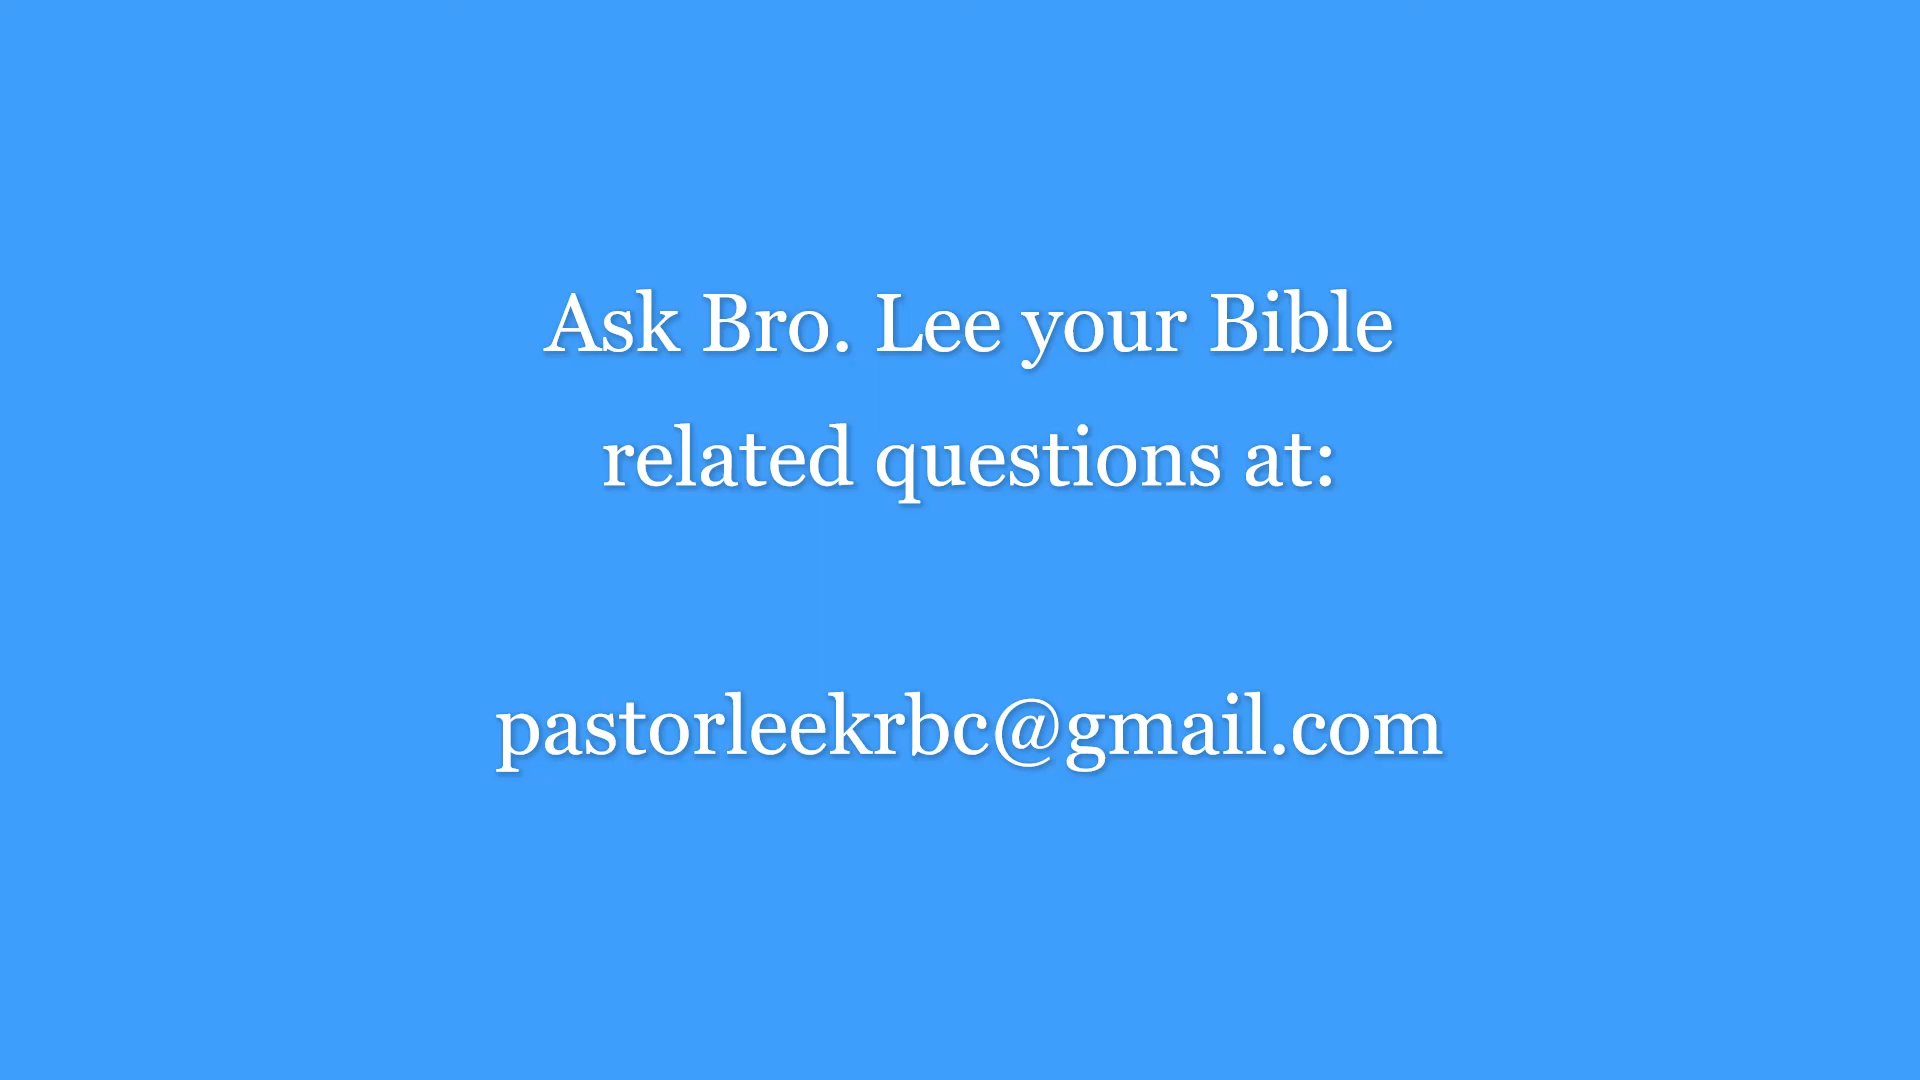 Ask Bro. Lee your Bible
related questions at:
pastorleekrbc@gmail.com